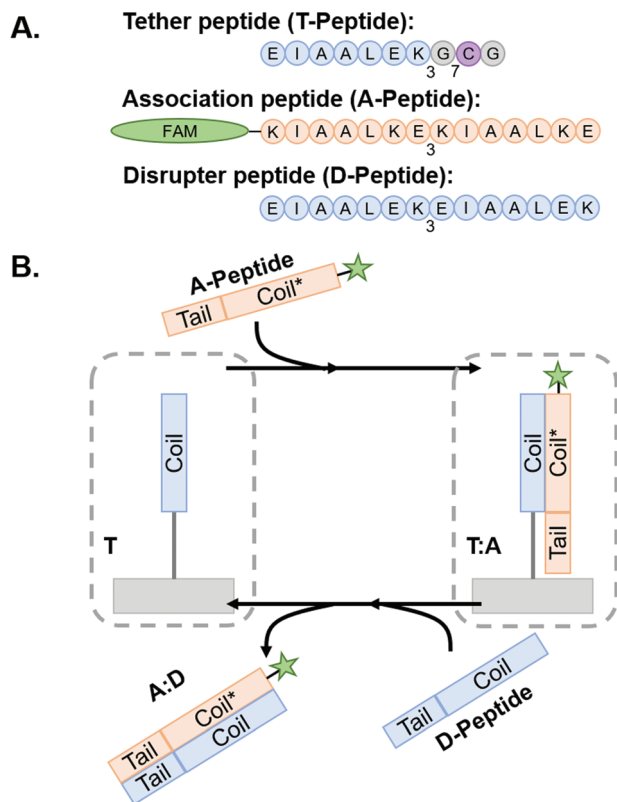 A.
Tether peptide (T-Peptide):
E I A A L E K G C G
3 7
Association peptide (A-Peptide):
FAM K I A A L K E K I A A L K E
3
Disrupter peptide (D-Peptide):
E I A A L E K E I A A L E K
3
B.
A-Peptide
Tail Coil*
Coil
T
Coil Coil*
Tail
T:A
A:D
Tail Coil*
Tail Coil
Tail Coil
D-Peptide